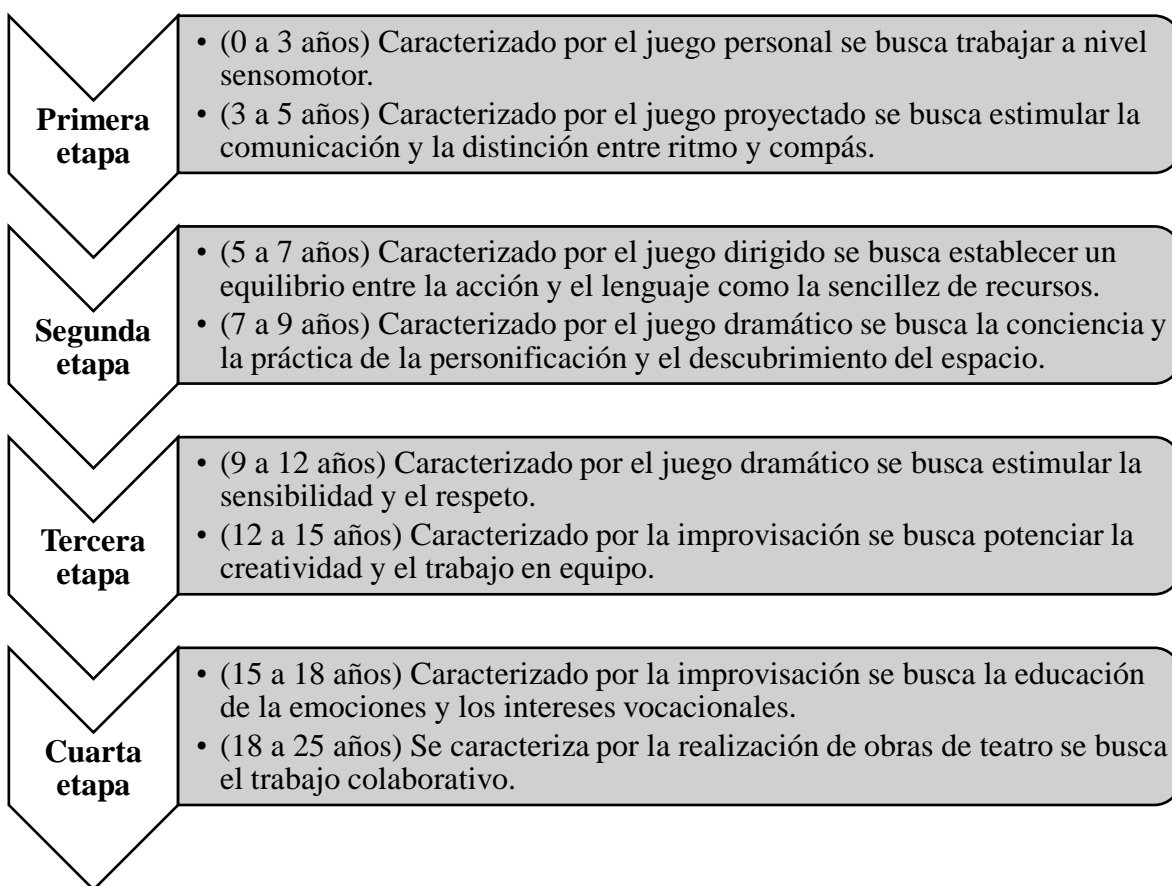 Primera
etapa
• (0 a 3 años) Caracterizado por el juego personal se busca trabajar a nivel
sensomotor.
• (3 a 5 años) Caracterizado por el juego proyectado se busca estimular la
comunicación y la distinción entre ritmo y compás.
Segunda
etapa
• (5 a 7 años) Caracterizado por el juego dirigido se busca establecer un
equilibrio entre la acción y el lenguaje como la sencillez de recursos.
• (7 a 9 años) Caracterizado por el juego dramático se busca la conciencia y
la práctica de la personificación y el descubrimiento del espacio.
Tercera
etapa
• (9 a 12 años) Caracterizado por el juego dramático se busca estimular la
sensibilidad y el respeto.
• (12 a 15 años) Caracterizado por la improvisación se busca potenciar la
creatividad y el trabajo en equipo.
Cuarta
etapa
• (15 a 18 años) Caracterizado por la improvisación se busca la educación
de la emociones y los intereses vocacionales.
• (18 a 25 años) Se caracteriza por la realización de obras de teatro se busca
el trabajo colaborativo.